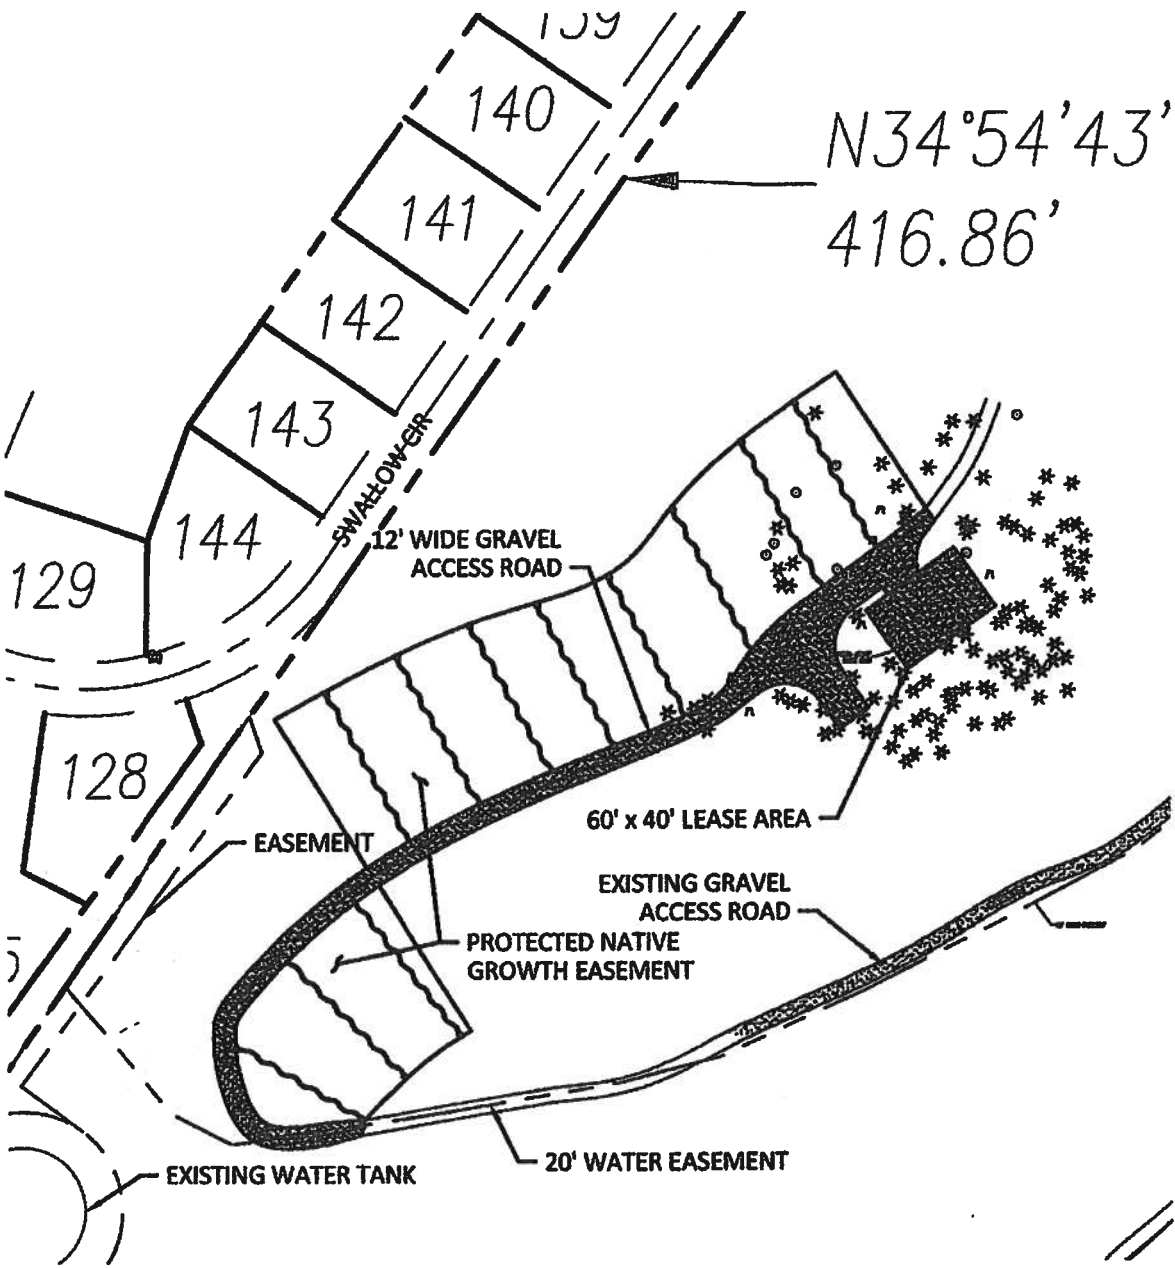 139
140
N34°54'43'
416.86'
141
142
143
SWALLOW CIR
144
12' WIDE GRAVEL
ACCESS ROAD
129
128
60' x 40' LEASE AREA
EASEMENT
EXISTING GRAVEL
ACCESS ROAD
PROTECTED NATIVE
GROWTH EASEMENT
5
20' WATER EASEMENT
EXISTING WATER TANK